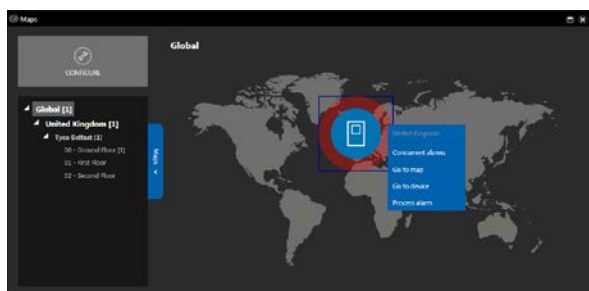 Maps
Global
CONFIGURE
Global [1]
United Kingdom [1]
Tyco Belfast [1]
00 - Ground Floor [1]
01 - First Floor
02 - Second Floor
Maps
United Kingdom
Concurrent alarms
Go to map
Go to device
Process alarm